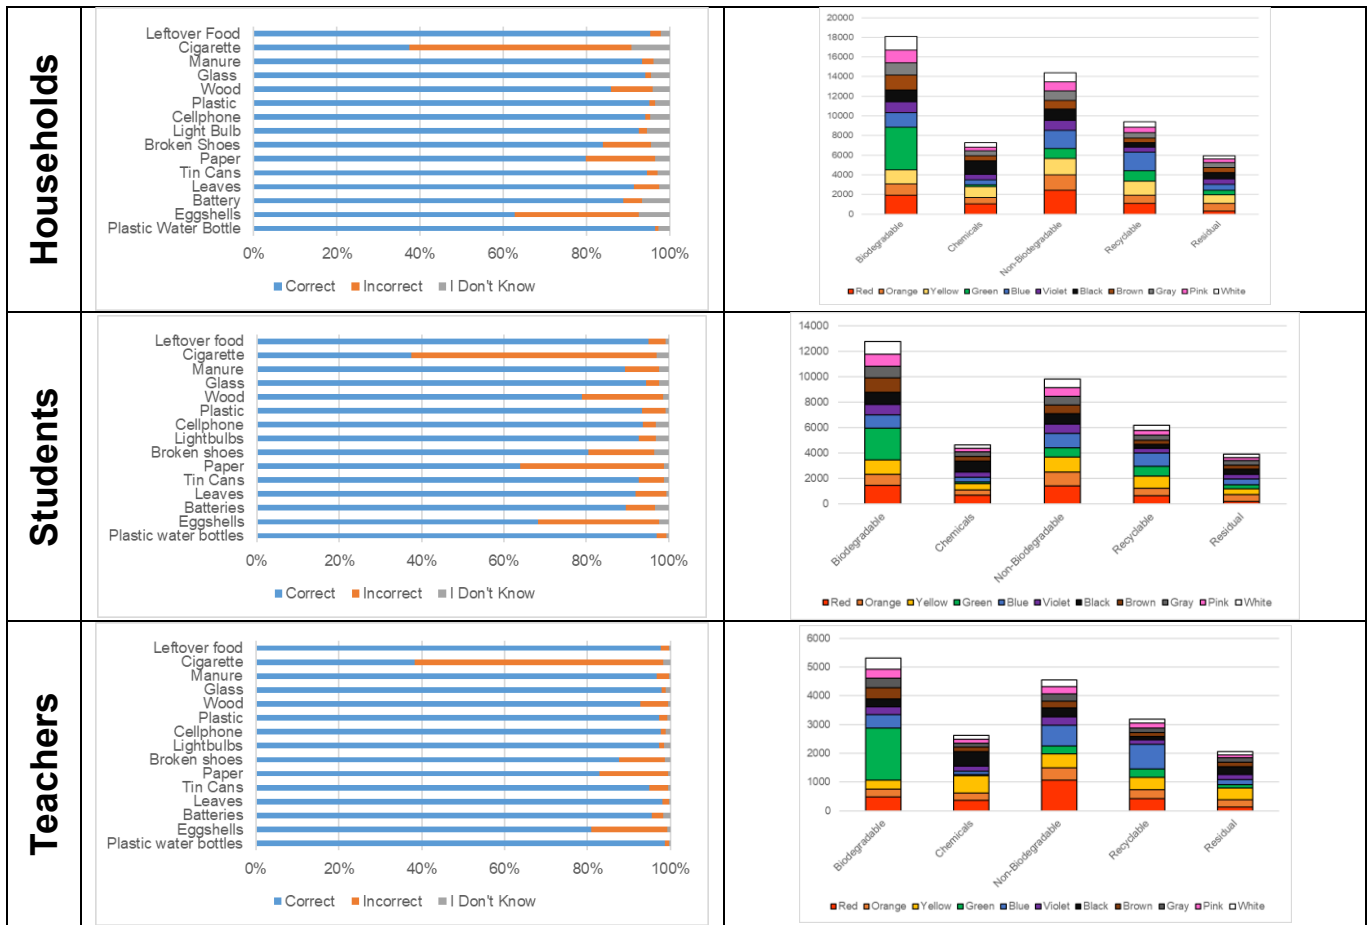 Households
Leftover Food
Cigarette
Manure
Glass
Wood
Plastic
Cellphone
Light Bulb
Broken Shoes
Paper
Tin Cans
Leaves
Battery
Eggshells
Plastic Water Bottle
0% 20% 40% 60% 80% 100%
Correct Incorrect I Don't Know
20000
18000
16000
14000
12000
10000
8000
6000
4000
2000
0
Biodegradable Chemicals Non-Biodegradable Recyclable Residual
Red Orange Yellow Green Blue Violet Black Brown Gray Pink White
Students
Leftover food
Cigarette
Manure
Glass
Wood
Plastic
Cellphone
Lightbulbs
Broken shoes
Paper
Tin Cans
Leaves
Batteries
Eggshells
Plastic water bottles
0% 20% 40% 60% 80% 100%
Correct Incorrect I Don't Know
14000
12000
10000
8000
6000
4000
2000
0
Biodegradable Chemicals Non-Biodegradable Recyclable Residual
Red Orange Yellow Green Blue Violet Black Brown Gray Pink White
Teachers
Leftover food
Cigarette
Manure
Glass
Wood
Plastic
Cellphone
Lightbulbs
Broken shoes
Paper
Tin Cans
Leaves
Batteries
Eggshells
Plastic water bottles
0% 20% 40% 60% 80% 100%
Correct Incorrect I Don't Know
6000
5000
4000
3000
2000
1000
0
Biodegradable Chemicals Non-Biodegradable Recyclable Residual
Red Orange Yellow Green Blue Violet Black Brown Gray Pink White